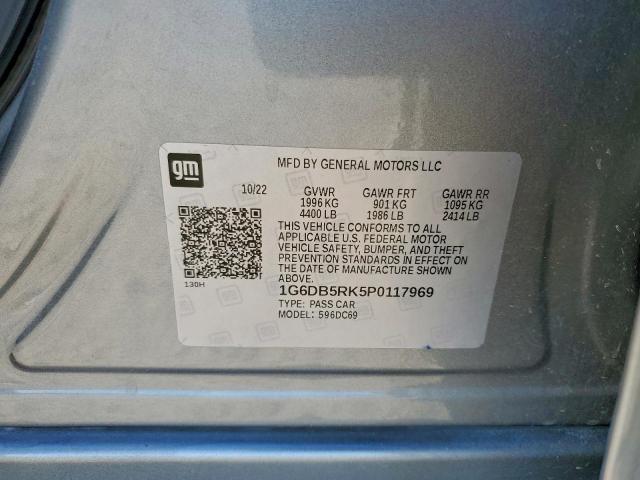 gm
MFD BY GENERAL MOTORS LLC
10/22 GVWR GAWR FRT GAWR RR
1996 KG 901 KG 1095 KG
4400 LB 1986 LB 2414 LB
THIS VEHICLE CONFORMS TO ALL
APPLICABLE U.S. FEDERAL MOTOR
VEHICLE SAFETY, BUMPER, AND THEFT
PREVENTION STANDARDS IN EFFECT ON
THE DATE OF MANUFACTURE SHOWN
ABOVE.
130H
1G6DB5RK5P0117969
TYPE: PASS CAR
MODEL: 596DC69